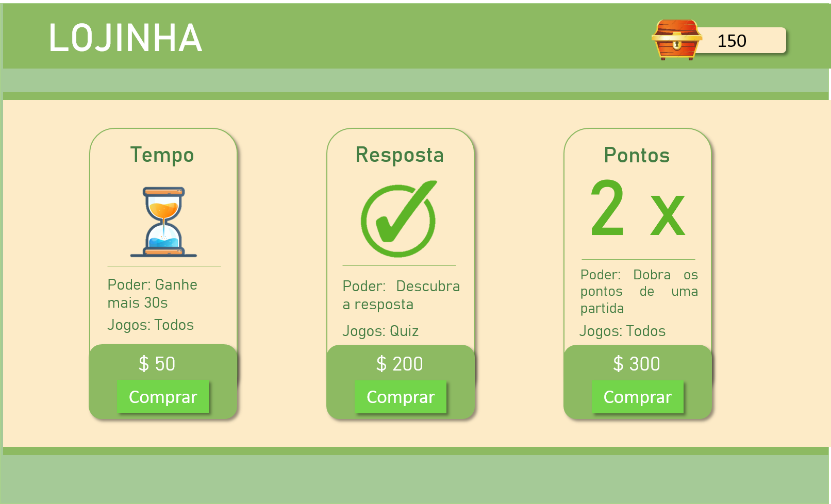 LOJINHA
150
Tempo
Poder: Ganhe
mais 30s
Jogos: Todos
$ 50
Comprar
Resposta
Poder: Descubra
a resposta
Jogos: Quiz
$ 200
Comprar
Pontos
2 x
Poder: Dobra os
pontos de uma
partida
Jogos: Todos
$ 300
Comprar